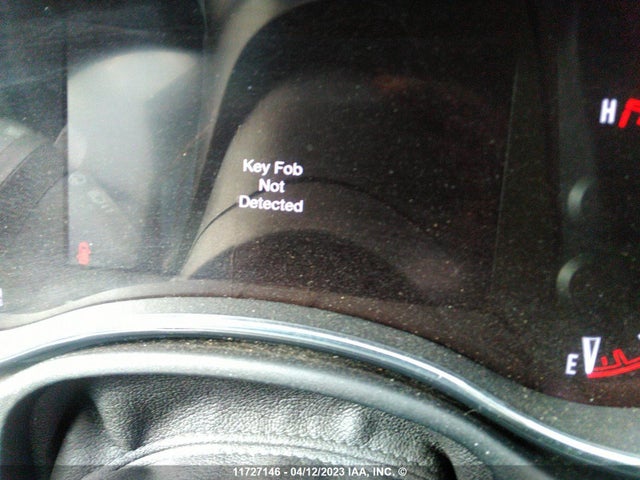 H
Key Fob
Not
Detected
E
11727146 - 04/12/2023 IAA, INC. ©